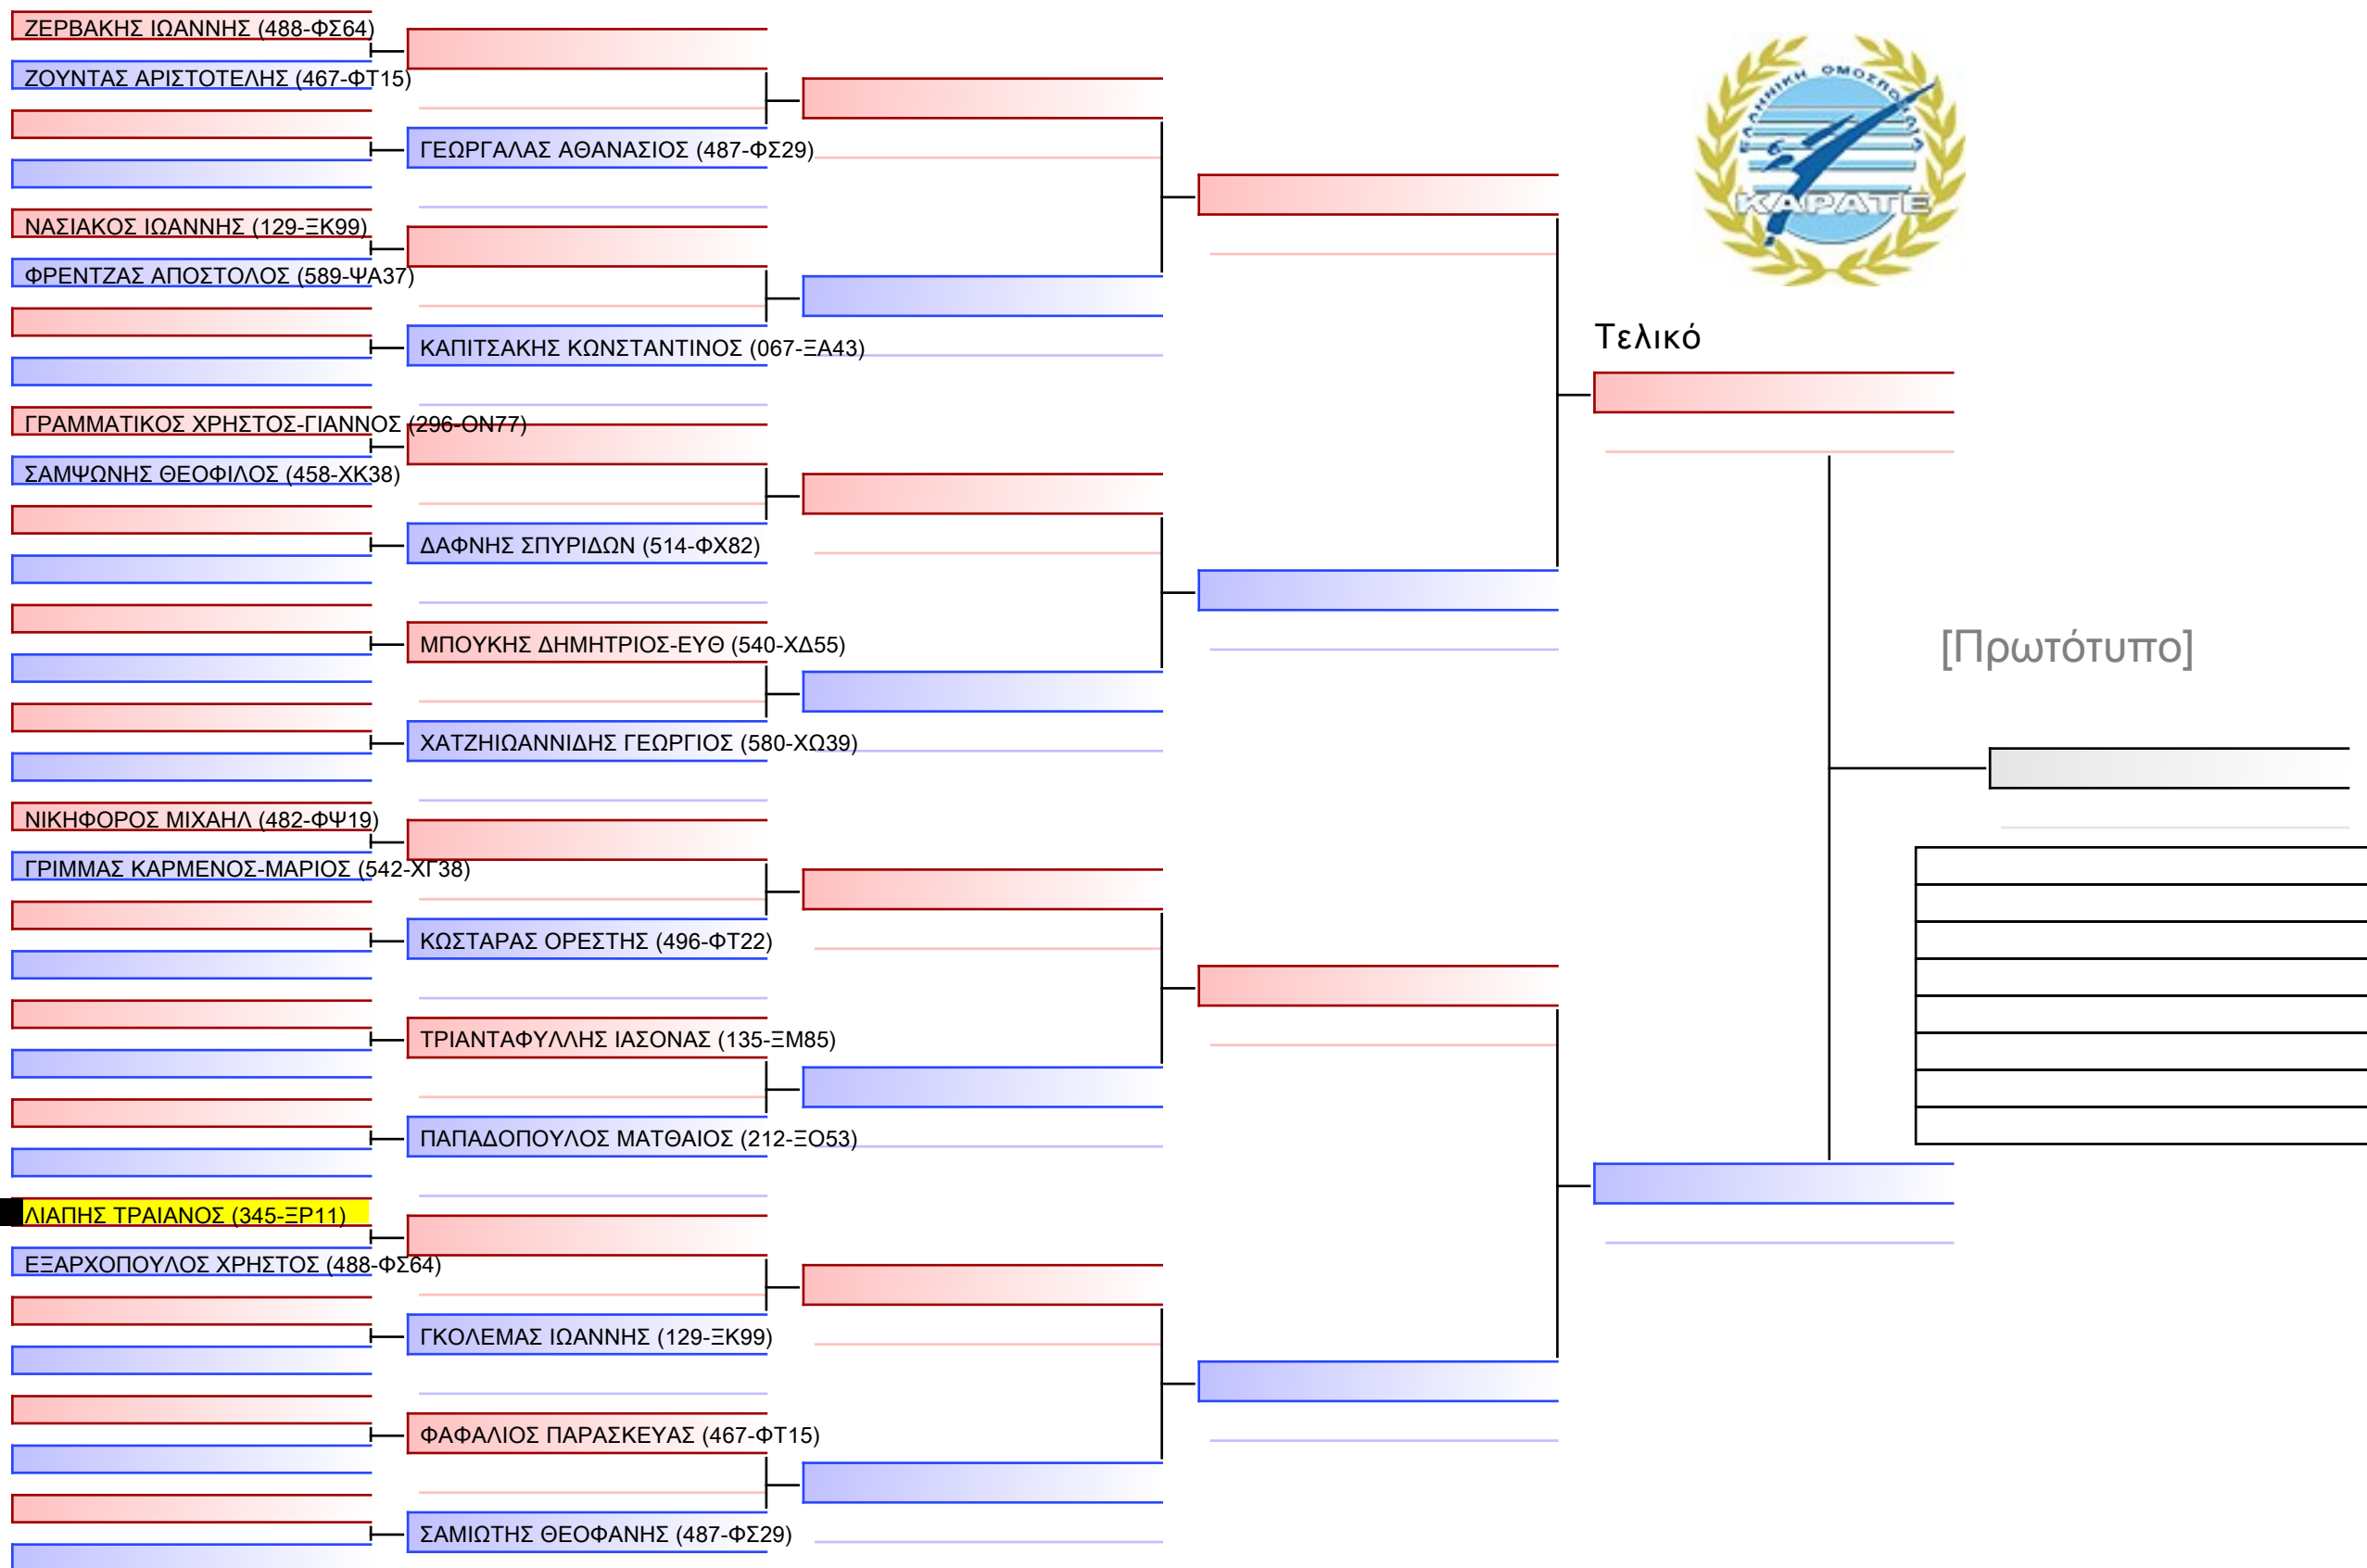 ΖΕΡΒΑΚΗΣ ΙΩΑΝΝΗΣ (488-ΦΣ64)
ΖΟΥΝΤΑΣ ΑΡΙΣΤΟΤΕΛΗΣ (467-ΦΤ15)
ΓΕΩΡΓΑΛΑΣ ΑΘΑΝΑΣΙΟΣ (487-ΦΣ29)
ΝΑΣΙΑΚΟΣ ΙΩΑΝΝΗΣ (129-ΞΚ99)
ΦΡΕΝΤΖΑΣ ΑΠΟΣΤΟΛΟΣ (589-ΨΑ37)
ΚΑΠΙΤΣΑΚΗΣ ΚΩΝΣΤΑΝΤΙΝΟΣ (067-ΞΑ43)
ΓΡΑΜΜΑΤΙΚΟΣ ΧΡΗΣΤΟΣ-ΓΙΑΝΝΟΣ (296-ΟΝ77)
ΣΑΜΨΩΝΗΣ ΘΕΟΦΙΛΟΣ (458-ΧΚ38)
ΔΑΦΝΗΣ ΣΠΥΡΙΔΩΝ (514-ΦΧ82)
ΜΠΟΥΚΗΣ ΔΗΜΗΤΡΙΟΣ-ΕΥΘ (540-ΧΔ55)
ΧΑΤΖΗΙΩΑΝΝΙΔΗΣ ΓΕΩΡΓΙΟΣ (580-ΧΩ39)
ΝΙΚΗΦΟΡΟΣ ΜΙΧΑΗΛ (482-ΦΨ19)
ΓΡΙΜΜΑΣ ΚΑΡΜΕΝΟΣ-ΜΑΡΙΟΣ (542-ΧΓ38)
ΚΩΣΤΑΡΑΣ ΟΡΕΣΤΗΣ (496-ΦΤ22)
ΤΡΙΑΝΤΑΦΥΛΛΗΣ ΙΑΣΟΝΑΣ (135-ΞΜ85)
ΠΑΠΑΔΟΠΟΥΛΟΣ ΜΑΤΘΑΙΟΣ (212-ΞΟ53)
ΛΙΑΠΗΣ ΤΡΑΙΑΝΟΣ (345-ΞΡ11)
ΕΞΑΡΧΟΠΟΥΛΟΣ ΧΡΗΣΤΟΣ (488-ΦΣ64)
ΓΚΟΛΕΜΑΣ ΙΩΑΝΝΗΣ (129-ΞΚ99)
ΦΑΦΑΛΙΟΣ ΠΑΡΑΣΚΕΥΑΣ (467-ΦΤ15)
ΣΑΜΙΩΤΗΣ ΘΕΟΦΑΝΗΣ (487-ΦΣ29)
ΕΛΛΗΝΙΚΗ ΟΜΟΣΠΟΝΔΙΑ
ΚΑΡΑΤΕ
Τελικό
[Πρωτότυπο]